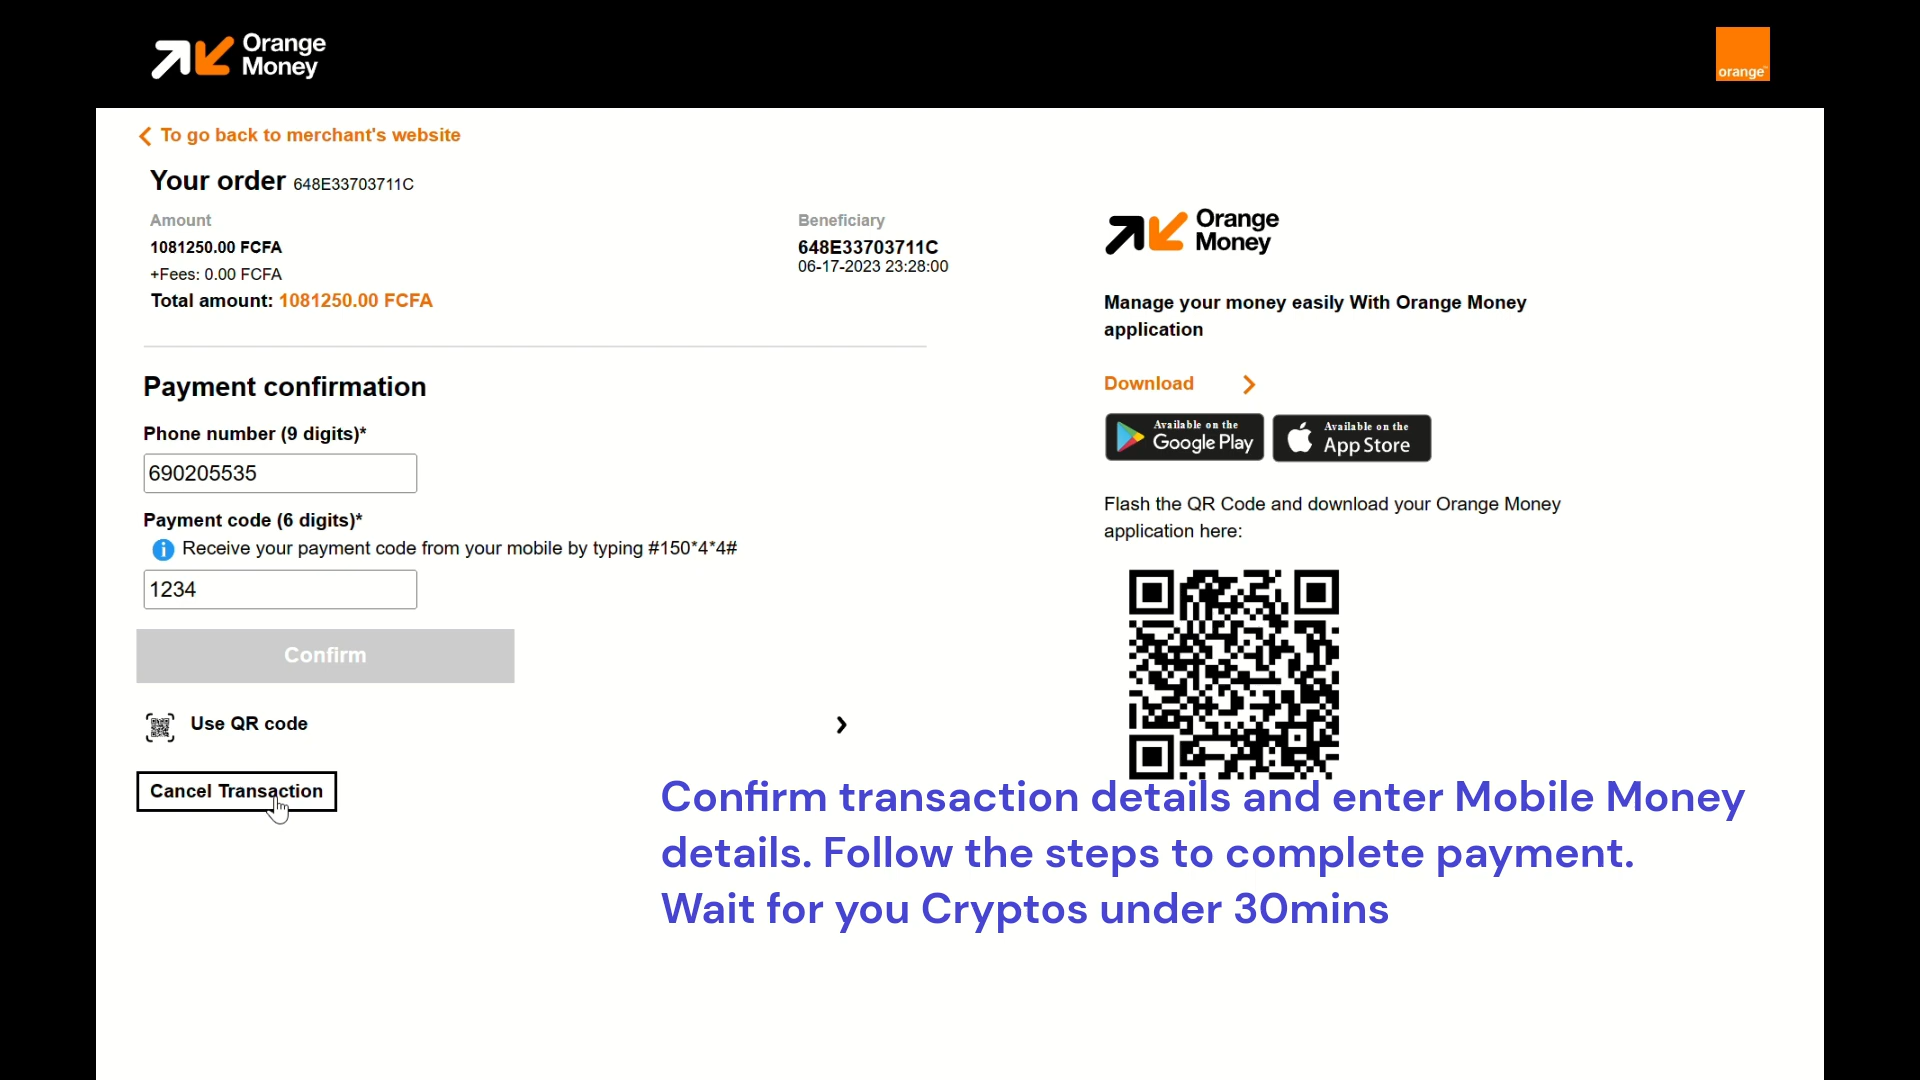 Orange
Money
orange
To go back to merchant's website
Your order 648E33703711C
Amount
1081250.00 FCFA
+Fees: 0.00 FCFA
Total amount: 1081250.00 FCFA
Beneficiary
648E33703711C
06-17-2023 23:28:00
Payment confirmation
Phone number (9 digits)*
690205535
Payment code (6 digits)*
Receive your payment code from your mobile by typing #150*4*4#
1234
Confirm
Use QR code
Cancel Transaction
Orange
Money
Manage your money easily With Orange Money
application
Download
Available on the
Google Play
Available on the
App Store
Flash the QR Code and download your Orange Money
application here:
Confirm transaction details and enter Mobile Money
details. Follow the steps to complete payment.
Wait for you Cryptos under 30mins